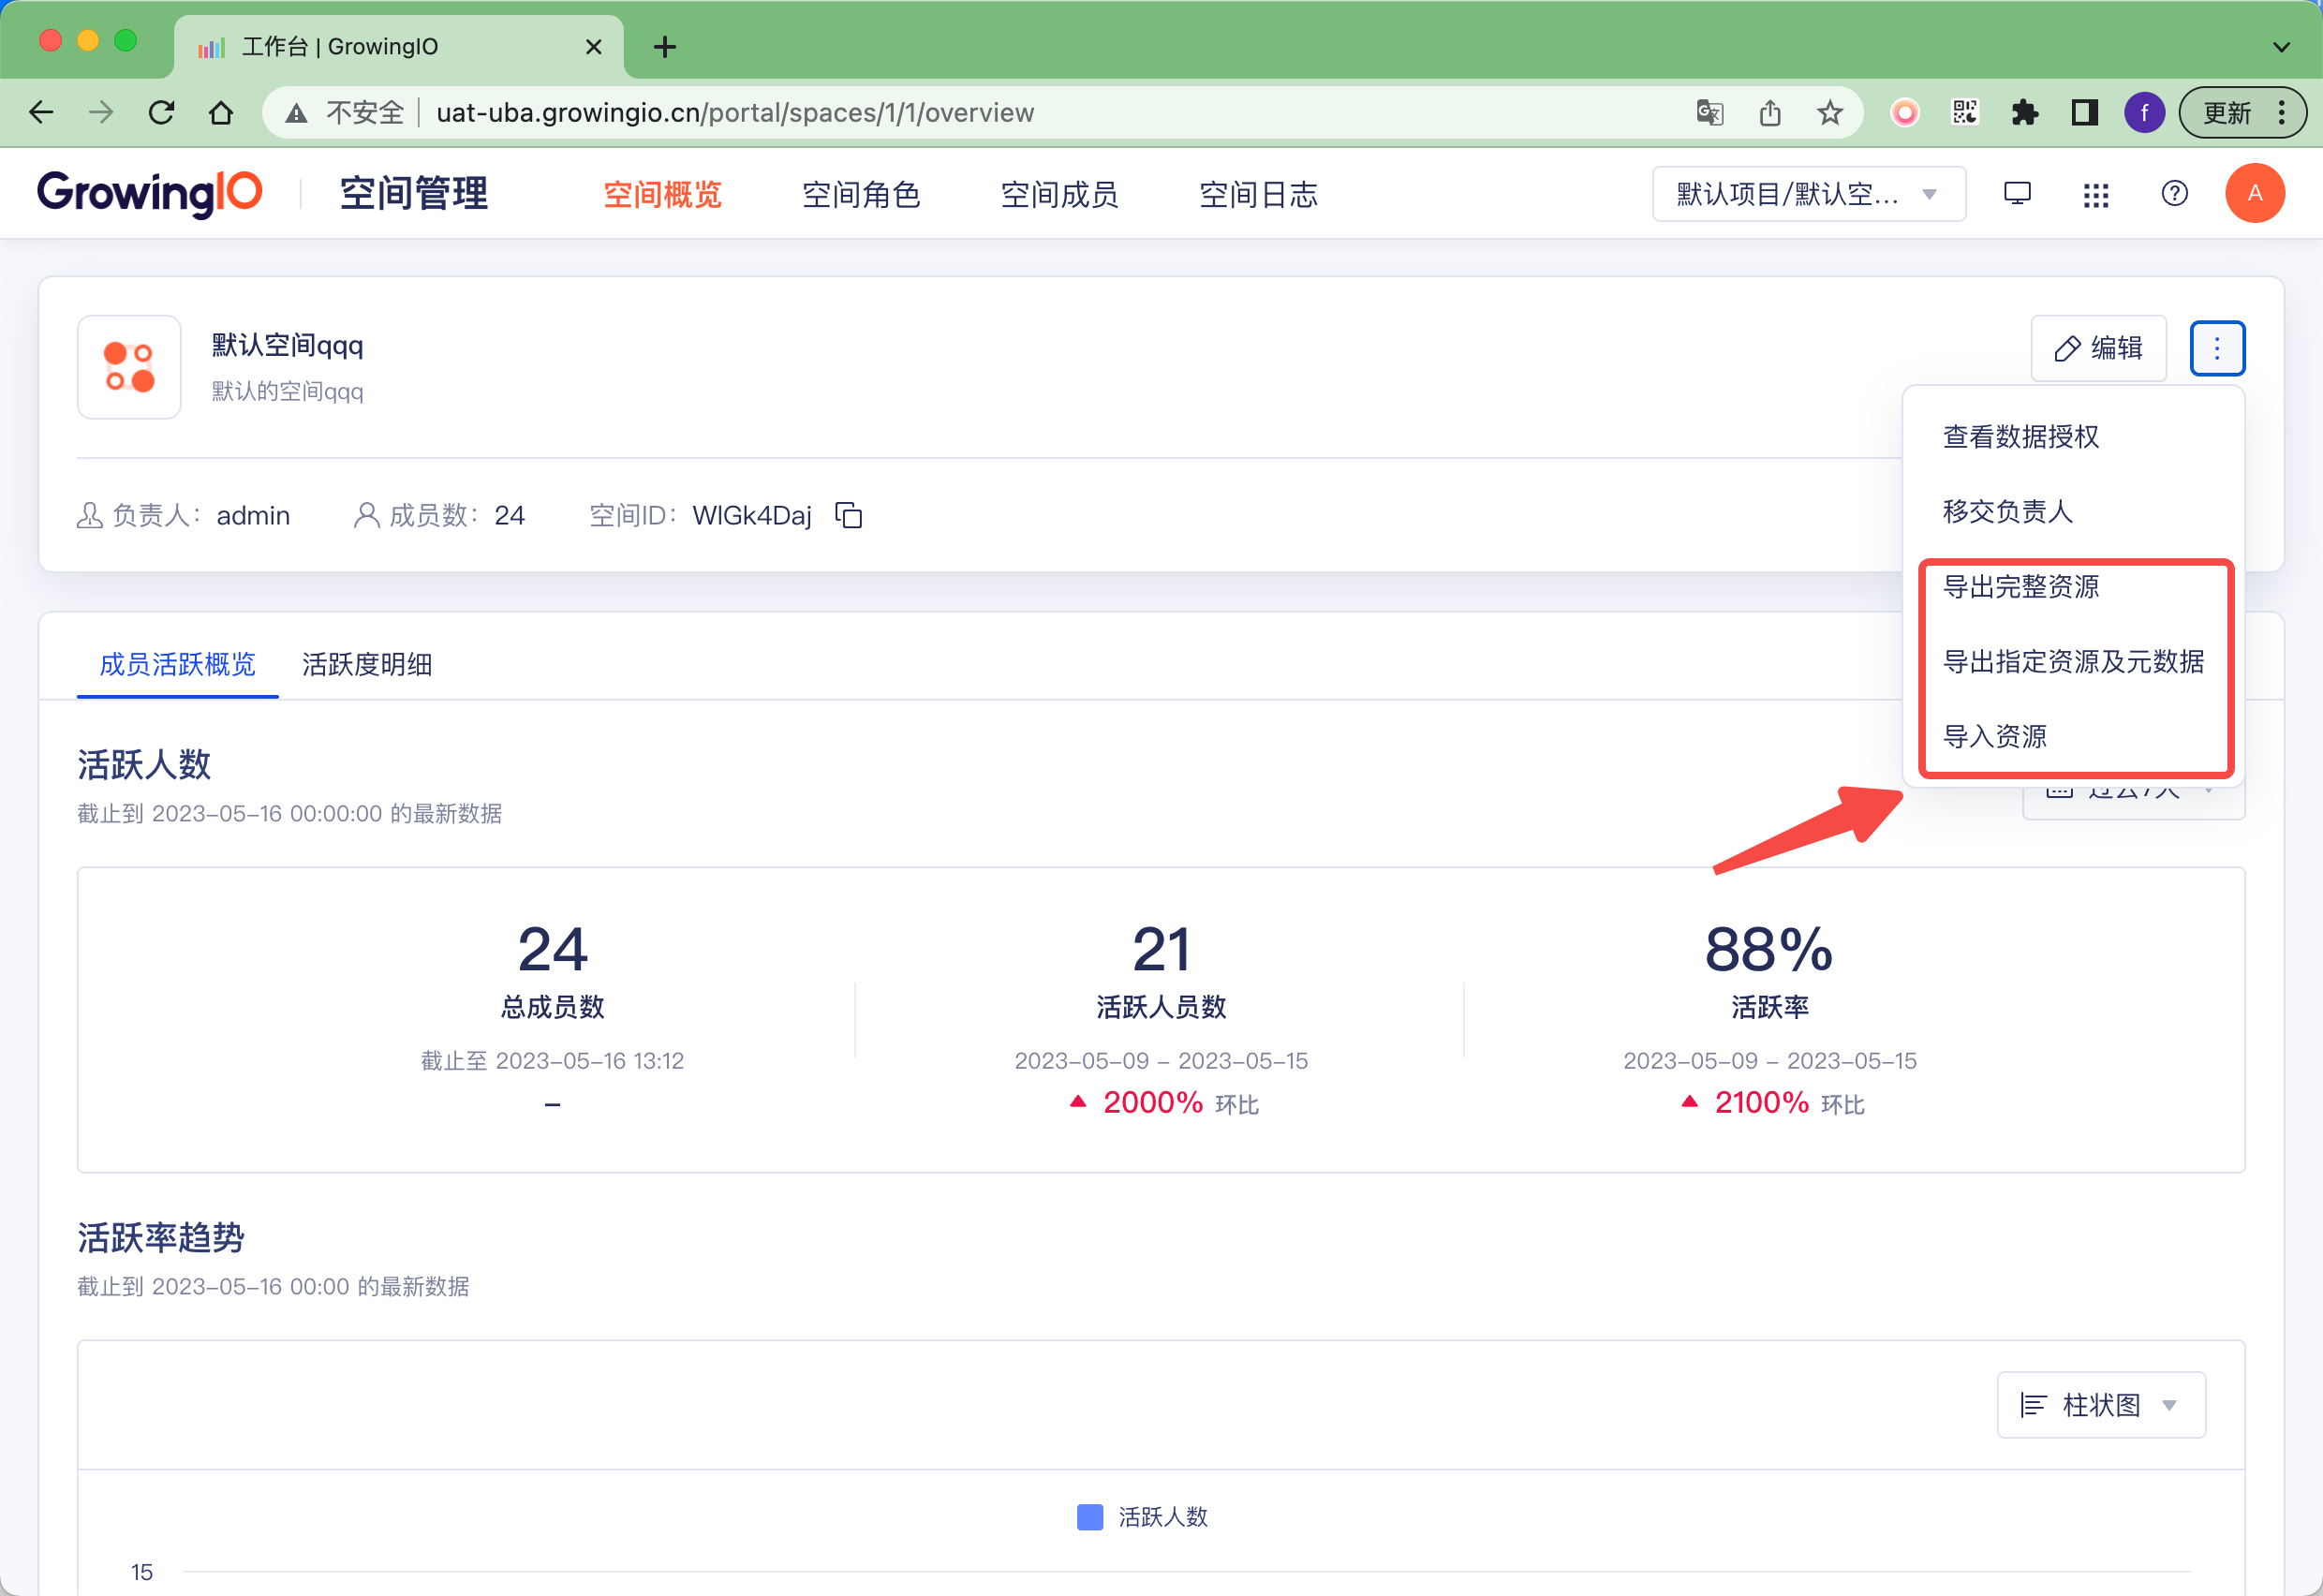 工作台 | GrowingIO
不安全
uat-uba.growingio.cn/portal/spaces/1/1/overview
f
更新
GrowingIO
空间管理
空间概览
空间角色
空间成员
空间日志
默认项目/默认空...
A
默认空间qqq
默认的空间qqq
编辑
查看数据授权
移交负责人
导出完整资源
导出指定资源及元数据
导入资源
负责人: admin
成员数: 24
空间ID: WlGk4Daj
成员活跃概览
活跃度明细
活跃人数
截止到 2023-05-16 00:00:00 的最新数据
过去7天
24
总成员数
截止至 2023-05-16 13:12
–
21
活跃人员数
2023-05-09 – 2023-05-15
2000% 环比
88%
活跃率
2023-05-09 – 2023-05-15
2100% 环比
活跃率趋势
截止到 2023-05-16 00:00 的最新数据
柱状图
活跃人数
15